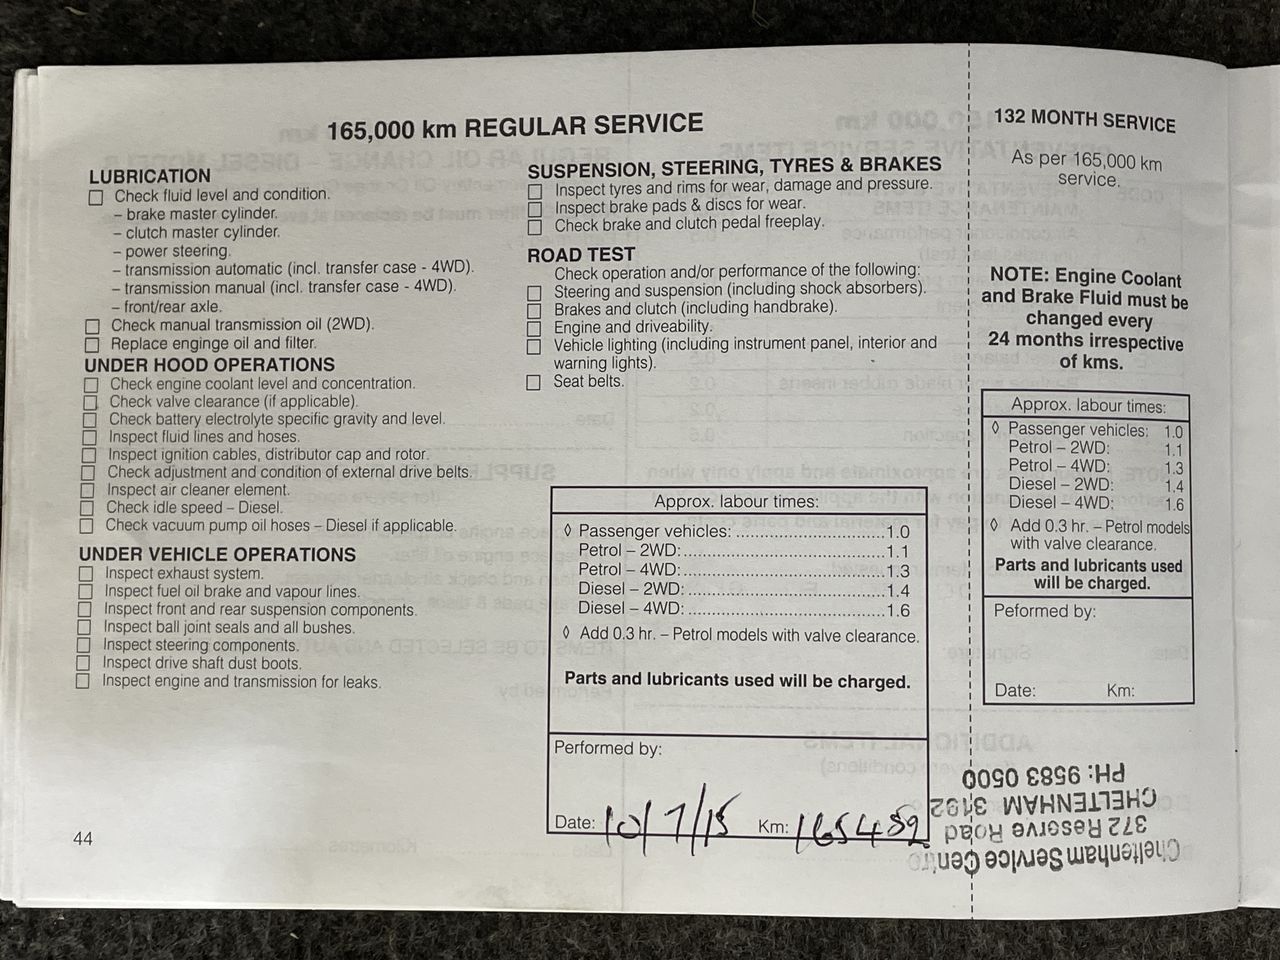 165,000 km REGULAR SERVICE
LUBRICATION
Check fluid level and condition.
– brake master cylinder.
– clutch master cylinder.
– power steering.
– transmission automatic (incl. transfer case - 4WD).
– transmission manual (incl. transfer case - 4WD).
– front/rear axle.
Check manual transmission oil (2WD).
Replace enginge oil and filter.
UNDER HOOD OPERATIONS
Check engine coolant level and concentration.
Check valve clearance (if applicable).
Check battery electrolyte specific gravity and level.
Inspect fluid lines and hoses.
Inspect ignition cables, distributor cap and rotor.
Check adjustment and condition of external drive belts.
Inspect air cleaner element.
Check idle speed – Diesel.
Check vacuum pump oil hoses – Diesel if applicable.
UNDER VEHICLE OPERATIONS
Inspect exhaust system.
Inspect fuel oil brake and vapour lines.
Inspect front and rear suspension components.
Inspect ball joint seals and all bushes.
Inspect steering components.
Inspect drive shaft dust boots.
Inspect engine and transmission for leaks.
44
SUSPENSION, STEERING, TYRES & BRAKES
Inspect tyres and rims for wear, damage and pressure.
Inspect brake pads & discs for wear.
Check brake and clutch pedal freeplay.
ROAD TEST
Check operation and/or performance of the following:
Steering and suspension (including shock absorbers).
Brakes and clutch (including handbrake).
Engine and driveability.
Vehicle lighting (including instrument panel, interior and
warning lights).
Seat belts.
Approx. labour times:
◊ Passenger vehicles: ................................1.0
Petrol – 2WD:............................................1.1
Petrol – 4WD:............................................1.3
Diesel – 2WD:...........................................1.4
Diesel – 4WD:...........................................1.6
◊ Add 0.3 hr. – Petrol models with valve clearance.
Parts and lubricants used will be charged.
Performed by:
Date: 10/7/15 Km: 165489
132 MONTH SERVICE
As per 165,000 km
service.
NOTE: Engine Coolant
and Brake Fluid must be
changed every
24 months irrespective
of kms.
Approx. labour times:
◊ Passenger vehicles: 1.0
Petrol – 2WD: 1.1
Petrol – 4WD: 1.3
Diesel – 2WD: 1.4
Diesel – 4WD: 1.6
◊ Add 0.3 hr. – Petrol models
with valve clearance.
Parts and lubricants used
will be charged.
Peformed by:
Date: Km:
Cheltenham Service Centre
372 Reserve Road
CHELTENHAM 3192
PH: 9583 0500